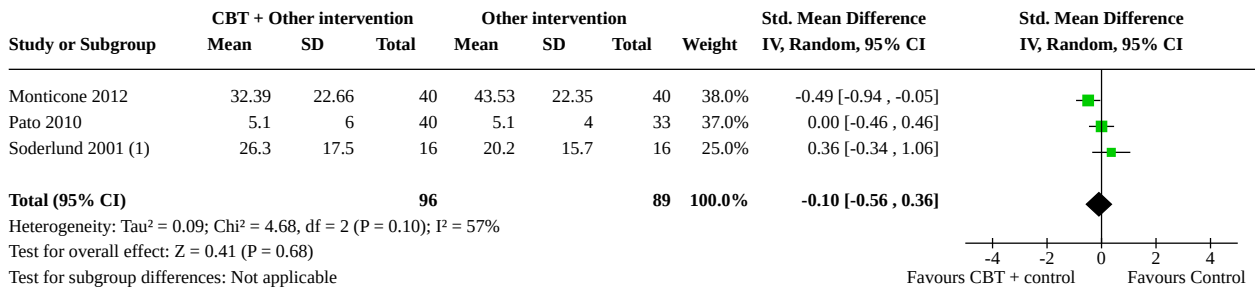 CBT + Other intervention Other intervention Std. Mean Difference Std. Mean Difference
Study or Subgroup Mean SD Total Mean SD Total Weight IV, Random, 95% CI IV, Random, 95% CI
Monticone 2012 32.39 22.66 40 43.53 22.35 40 38.0% -0.49 [-0.94 , -0.05]
Pato 2010 5.1 6 40 5.1 4 33 37.0% 0.00 [-0.46 , 0.46]
Soderlund 2001 (1) 26.3 17.5 16 20.2 15.7 16 25.0% 0.36 [-0.34 , 1.06]
Total (95% CI) 96 89 100.0% -0.10 [-0.56 , 0.36]
Heterogeneity: Tau² = 0.09; Chi² = 4.68, df = 2 (P = 0.10); I² = 57%
Test for overall effect: Z = 0.41 (P = 0.68)
-4 -2 0 2 4
Test for subgroup differences: Not applicable Favours CBT + control Favours Control